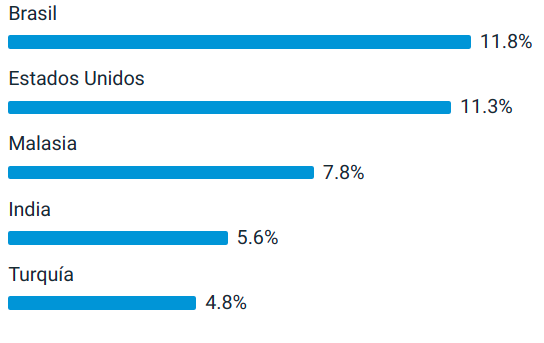 Brasil
11.8%
Estados Unidos
11.3%
Malasia
7.8%
India
5.6%
Turquía
4.8%